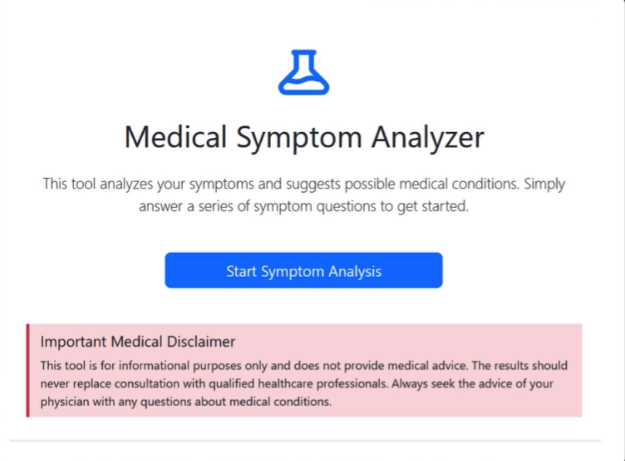 Medical Symptom Analyzer
This tool analyzes your symptoms and suggests possible medical conditions. Simply
answer a series of symptom questions to get started.
Start Symptom Analysis
Important Medical Disclaimer
This tool is for informational purposes only and does not provide medical advice. The results should
never replace consultation with qualified healthcare professionals. Always seek the advice of your
physician with any questions about medical conditions.